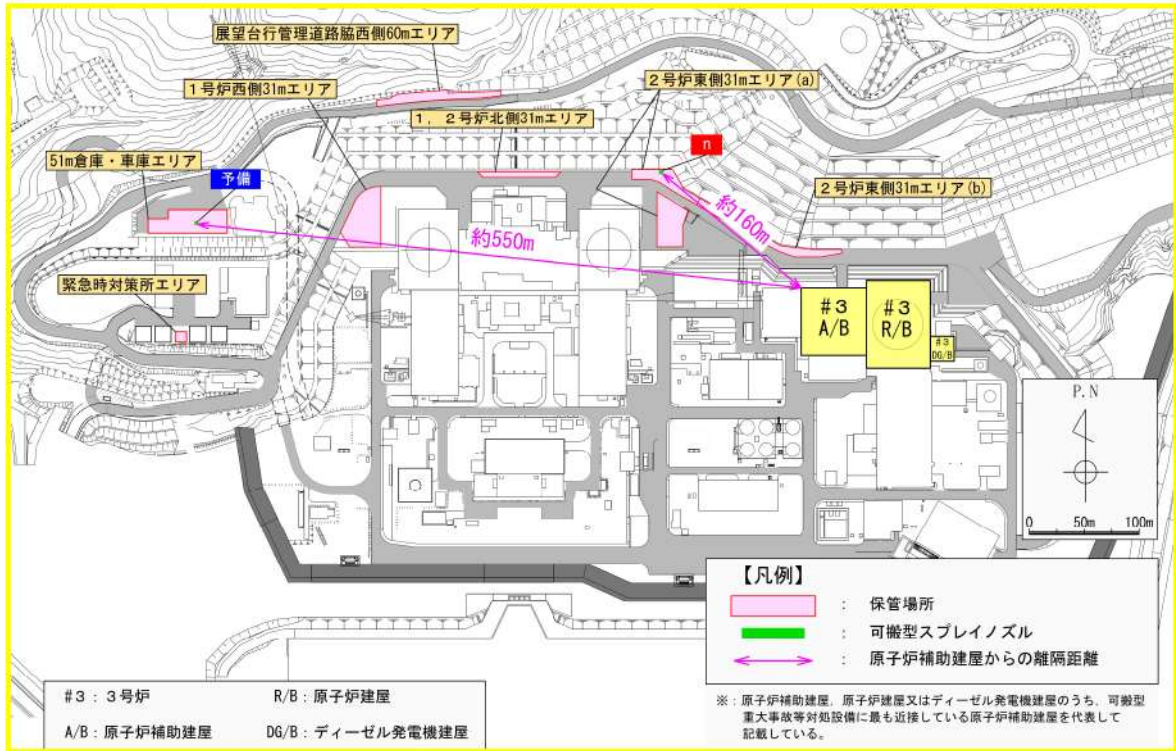 展望台行管理道路脇西側60mエリア
1号炉西側31mエリア
2号炉東側31mエリア(a)
1,2号炉北側31mエリア
n
51m倉庫・車庫エリア
予備
2号炉東側31mエリア(b)
約160m
約550m
緊急時対策所エリア
#3
A/B
#3
R/B
#3
DG/B
P.N
0 50m 100m
【凡例】
: 保管場所
: 可搬型スプレイノズル
: 原子炉補助建屋からの離隔距離
#3:3号炉 R/B:原子炉建屋
A/B:原子炉補助建屋 DG/B:ディーゼル発電機建屋
※:原子炉補助建屋,原子炉建屋又はディーゼル発電機建屋のうち,可搬型
重大事故等対処設備に最も近接している原子炉補助建屋を代表して
記載している。